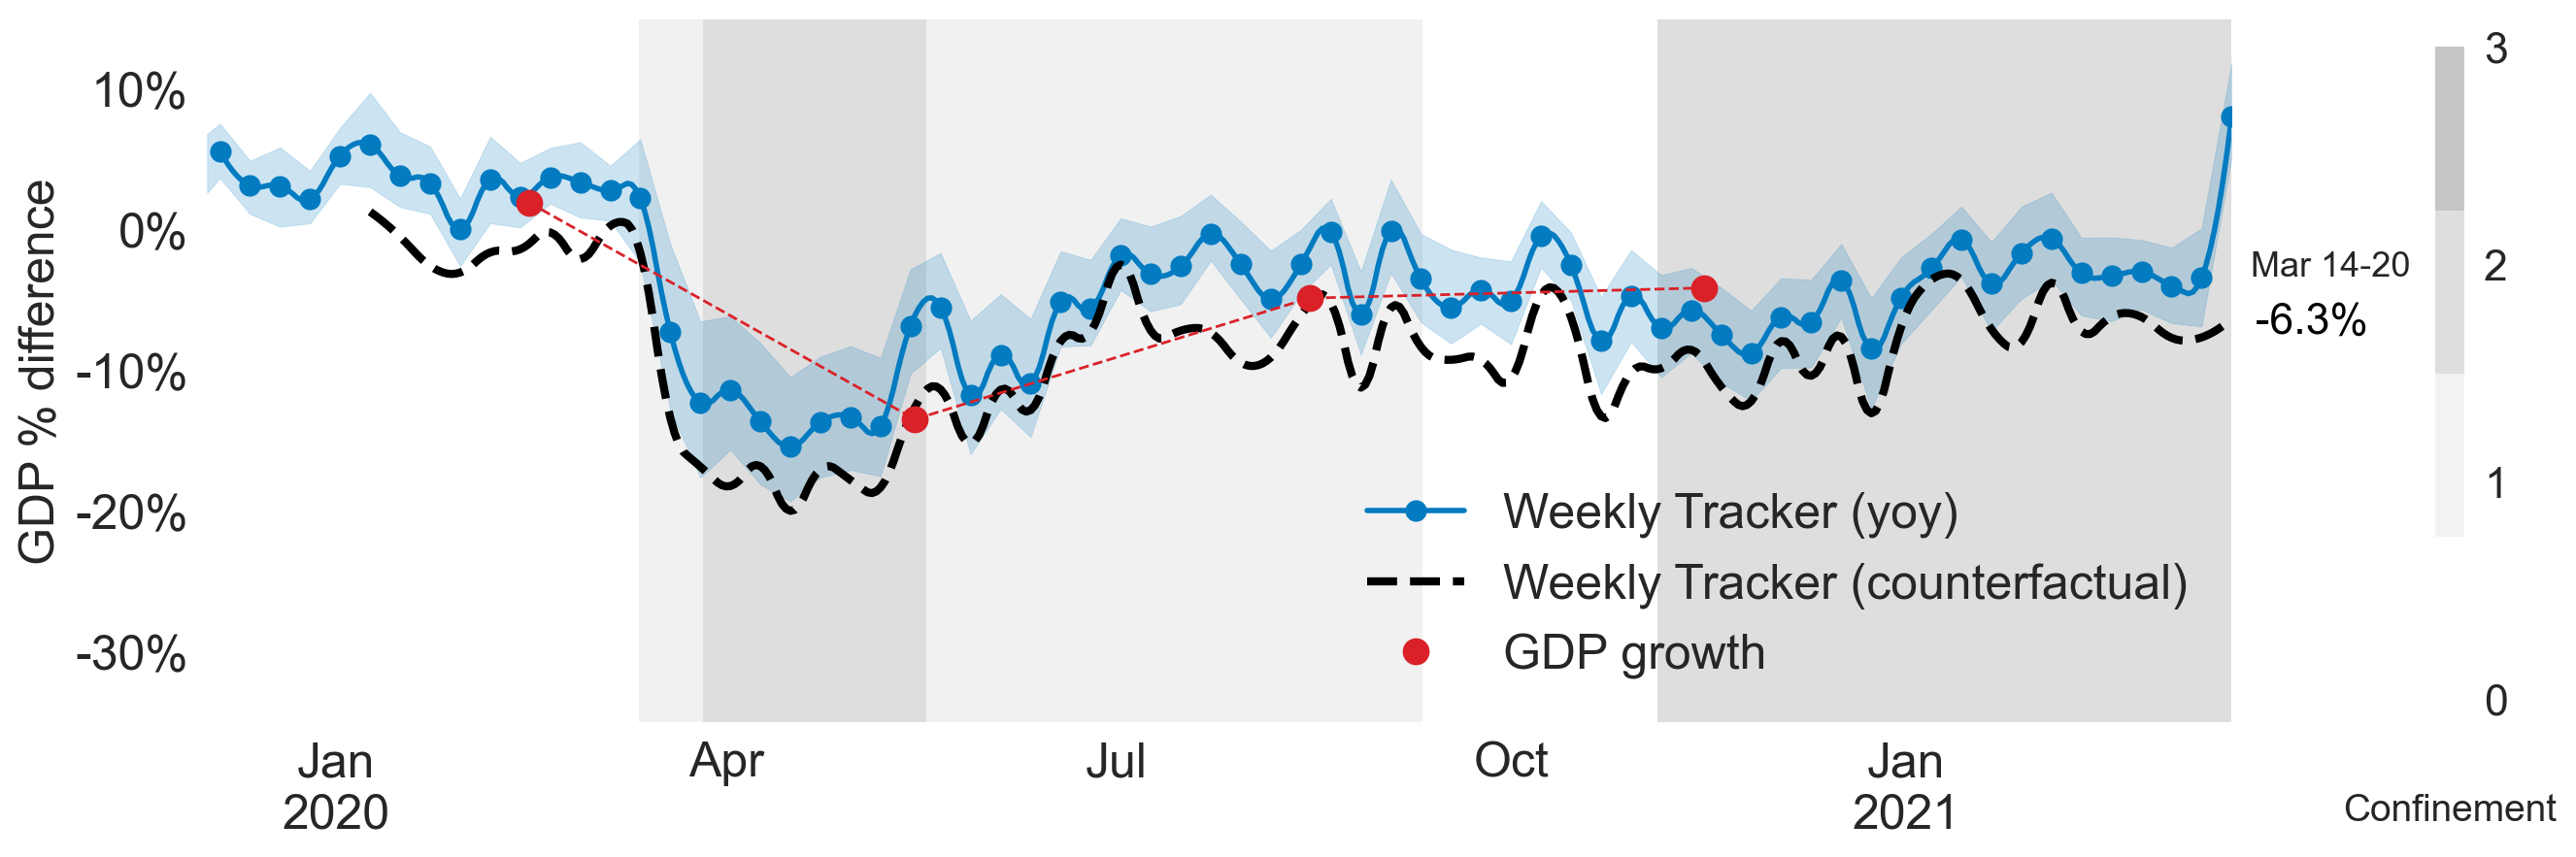 GDP % difference
10%
0%
-10%
-20%
-30%
Jan
2020
Apr
Jul
Oct
Jan
2021
Weekly Tracker (yoy)
Weekly Tracker (counterfactual)
GDP growth
Mar 14-20
-6.3%
3
2
1
0
Confinement